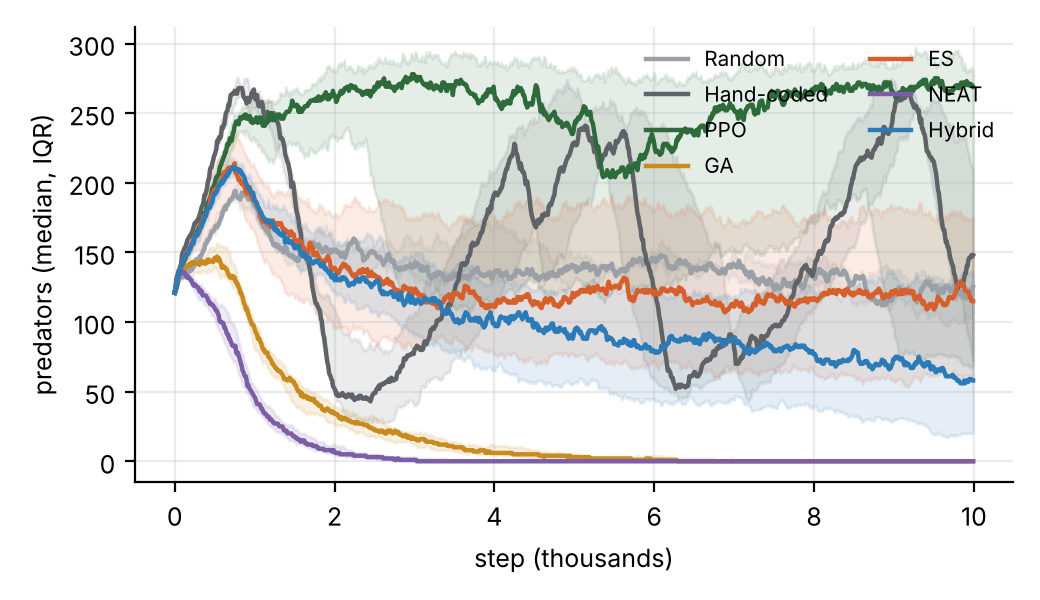 300
250
200
150
100
50
0
predators (median, IQR)
0 2 4 6 8 10
step (thousands)
Random
Hand-coded
PPO
GA
ES
NEAT
Hybrid